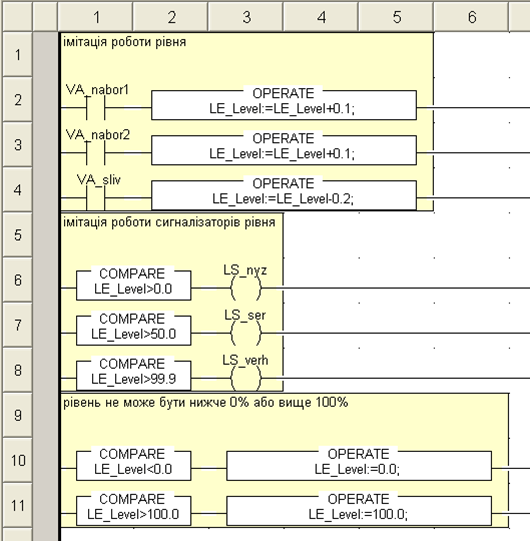 1 2 3 4 5 6
1 імітація роботи рівня
2 VA_nabor1 OPERATE
LE_Level:=LE_Level+0.1;
3 VA_nabor2 OPERATE
LE_Level:=LE_Level+0.1;
4 VA_sliv OPERATE
LE_Level:=LE_Level-0.2;
5 імітація роботи сигналізаторів рівня
6 COMPARE LS_nyz
LE_Level>0.0
7 COMPARE LS_ser
LE_Level>50.0
8 COMPARE LS_verh
LE_Level>99.9
9 рівень не може бути нижче 0% або вище 100%
10 COMPARE OPERATE
LE_Level<0.0 LE_Level:=0.0;
11 COMPARE OPERATE
LE_Level>100.0 LE_Level:=100.0;